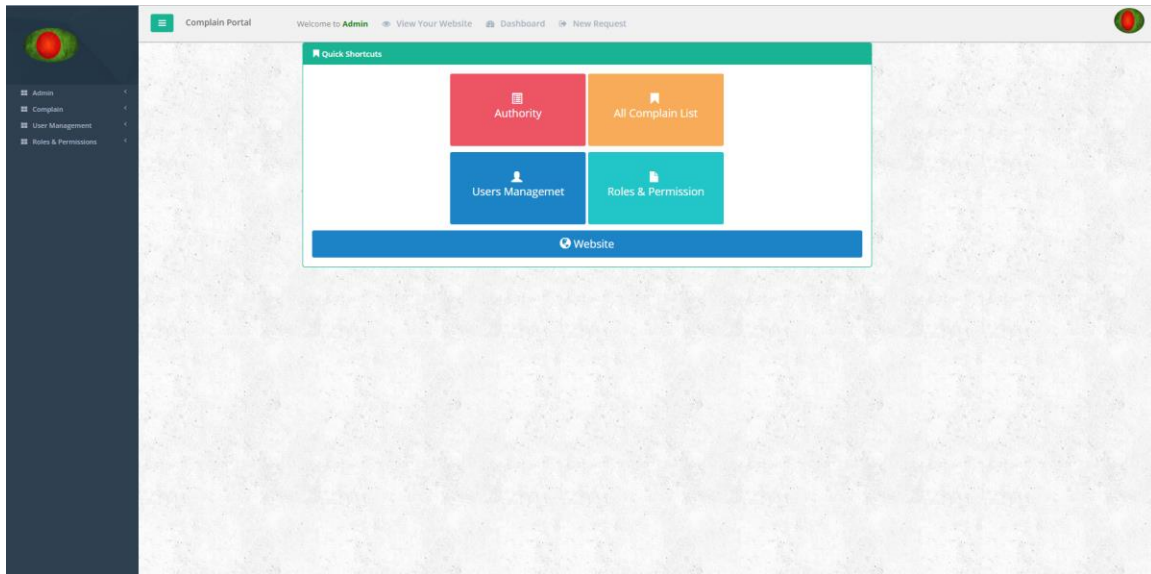 Complain Portal
Welcome to Admin View Your Website Dashboard New Request
Admin
Complain
User Management
Roles & Permissions
Quick Shortcuts
Authority
All Complain List
Users Managemet
Roles & Permission
Website